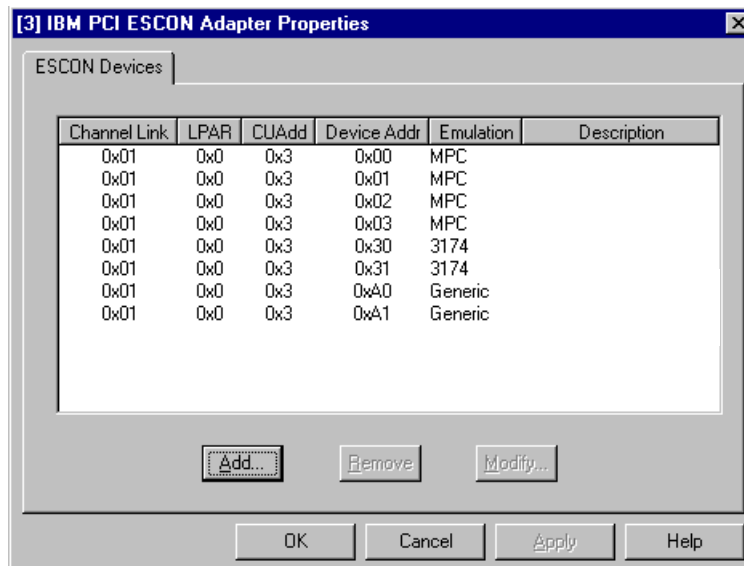 [3] IBM PCI ESCON Adapter Properties
ESCON Devices
Channel Link LPAR CUAdd Device Addr Emulation Description
0x01 0x0 0x3 0x00 MPC
0x01 0x0 0x3 0x01 MPC
0x01 0x0 0x3 0x02 MPC
0x01 0x0 0x3 0x03 MPC
0x01 0x0 0x3 0x30 3174
0x01 0x0 0x3 0x31 3174
0x01 0x0 0x3 0xA0 Generic
0x01 0x0 0x3 0xA1 Generic
Add... Remove Modify...
OK Cancel Apply Help